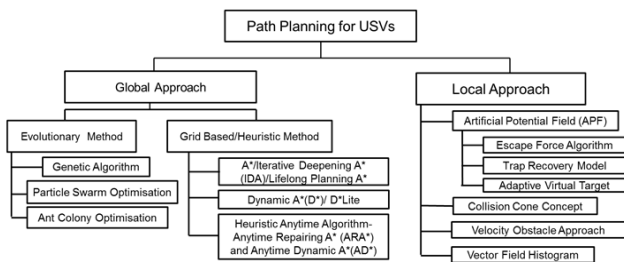 Path Planning for USVs
Global Approach
Local Approach
Evolutionary Method
Grid Based/Heuristic Method
Genetic Algorithm
Particle Swarm Optimisation
Ant Colony Optimisation
A*/Iterative Deepening A*
(IDA)/Lifelong Planning A*
Dynamic A*(D*)/ D*Lite
Heuristic Anytime Algorithm-
Anytime Repairing A* (ARA*)
and Anytime Dynamic A*(AD*)
Artificial Potential Field (APF)
Escape Force Algorithm
Trap Recovery Model
Adaptive Virtual Target
Collision Cone Concept
Velocity Obstacle Approach
Vector Field Histogram